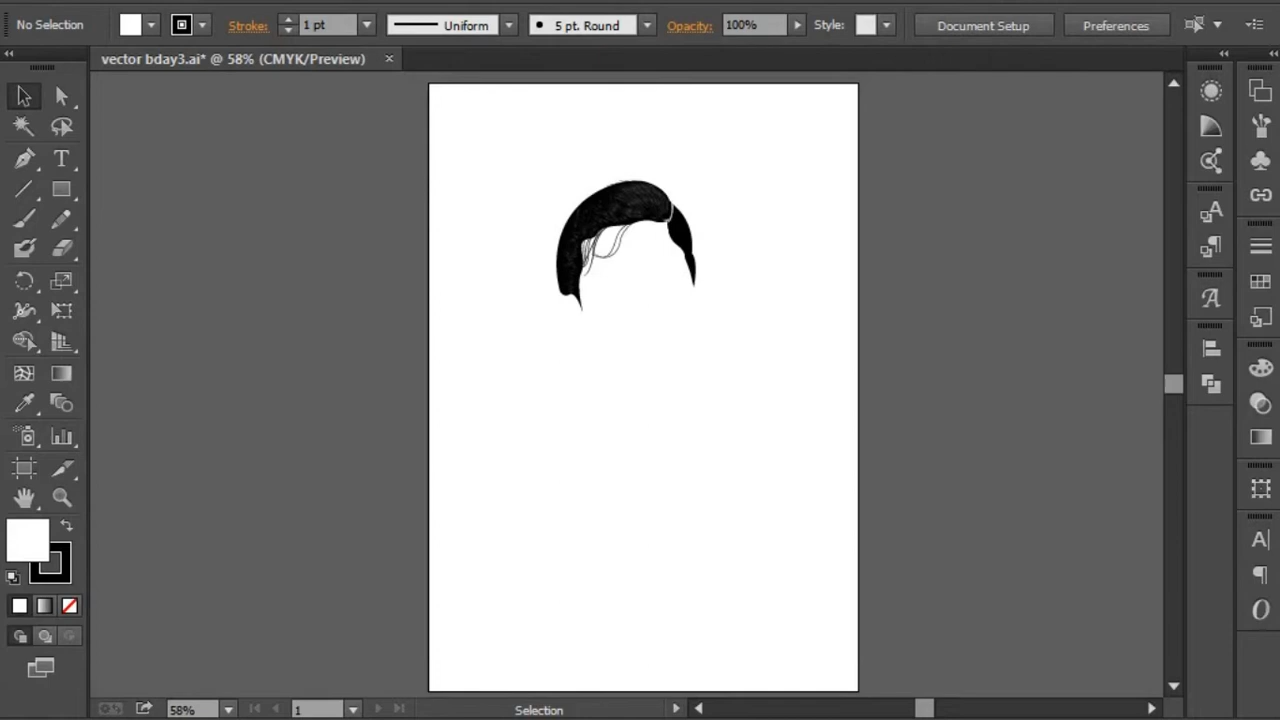 No Selection Stroke: 1 pt Uniform 5 pt. Round Opacity: 100% Style: Document Setup Preferences
vector bday3.ai* @ 58% (CMYK/Preview) ×
58% 1 Selection